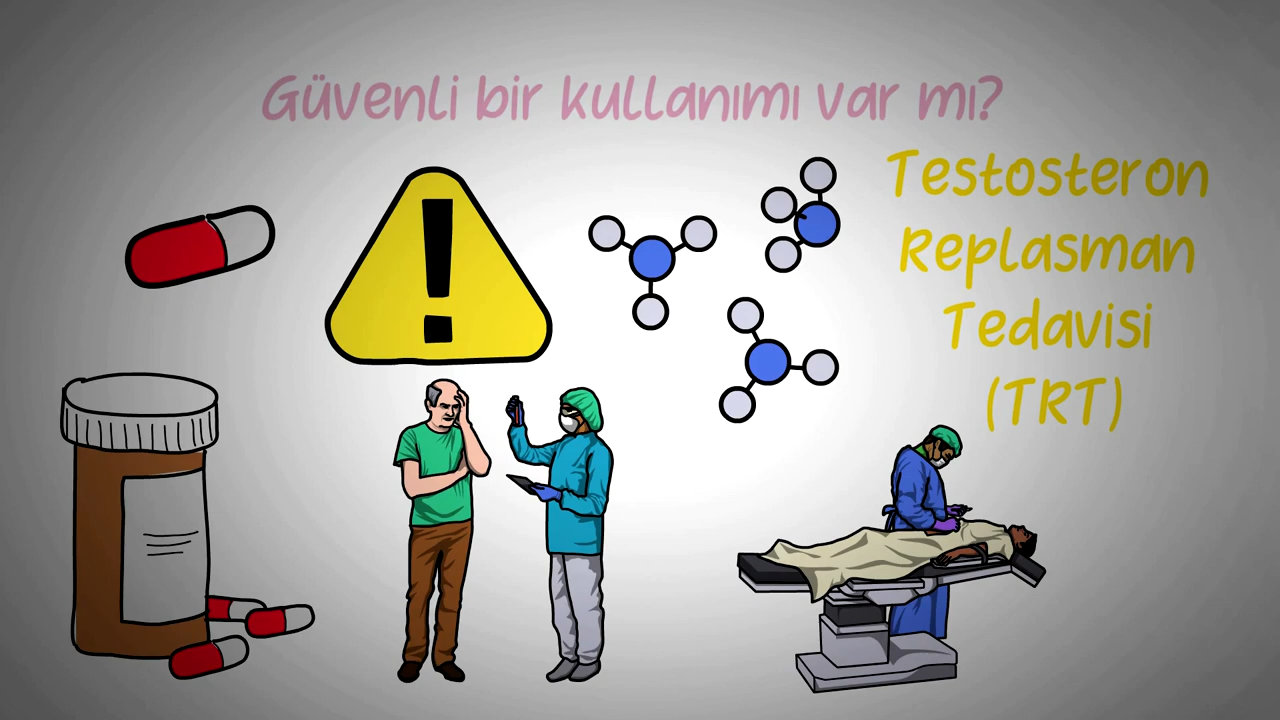 Güvenli bir kullanımı var mı?
Testosteron
Replasman
Tedavisi
(TRT)